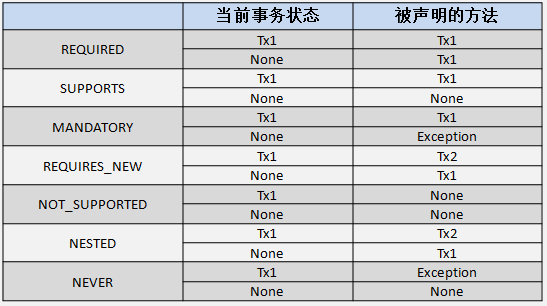 当前事务状态 被声明的方法
REQUIRED Tx1 Tx1
None Tx1
SUPPORTS Tx1 Tx1
None None
MANDATORY Tx1 Tx1
None Exception
REQUIRES_NEW Tx1 Tx2
None Tx1
NOT_SUPPORTED Tx1 None
None None
NESTED Tx1 Tx2
None Tx1
NEVER Tx1 Exception
None None